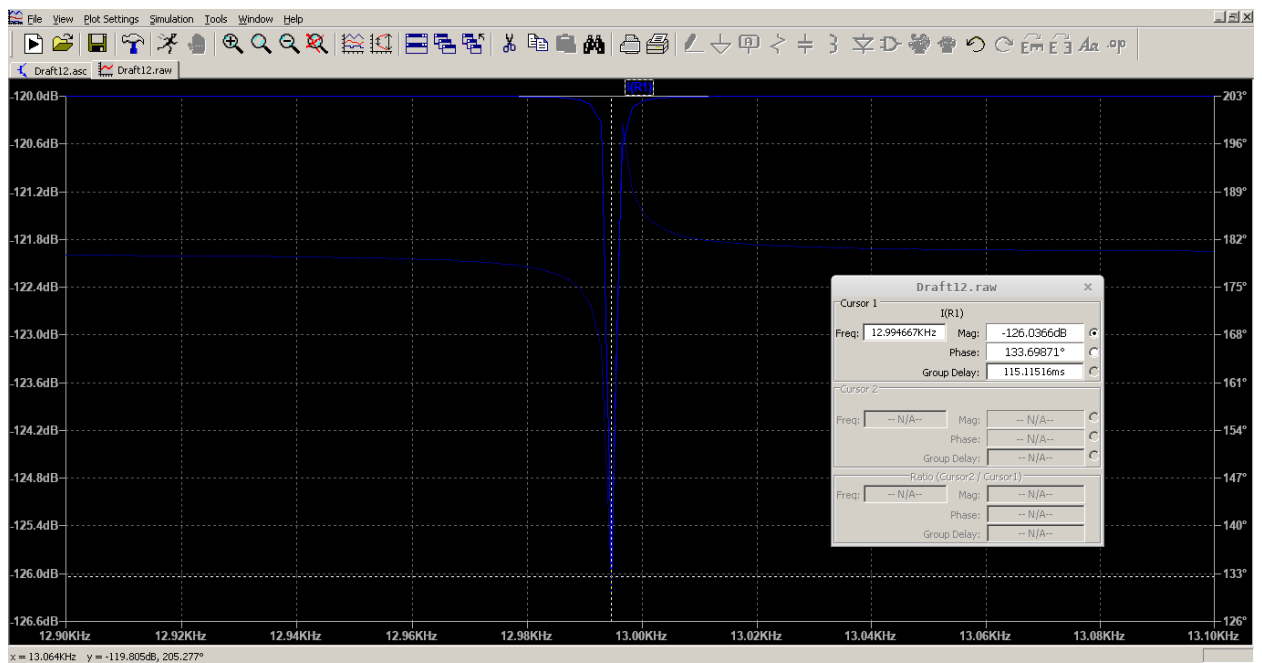 File View Plot Settings Simulation Tools Window Help
.op
Draft12.asc Draft12.raw
I(R1)
-120.0dB 203°
-120.6dB 196°
-121.2dB 189°
-121.8dB 182°
-122.4dB 175°
-123.0dB 168°
-123.6dB 161°
-124.2dB 154°
-124.8dB 147°
-125.4dB 140°
-126.0dB 133°
-126.6dB 126°
12.90KHz 12.92KHz 12.94KHz 12.96KHz 12.98KHz 13.00KHz 13.02KHz 13.04KHz 13.06KHz 13.08KHz 13.10KHz
Draft12.raw
Cursor 1
I(R1)
Freq: 12.994667KHz Mag: -126.0366dB
Phase: 133.69871°
Group Delay: 115.11516ms
Cursor 2
Freq: -- N/A-- Mag: -- N/A--
Phase: -- N/A--
Group Delay: -- N/A--
Ratio (Cursor2 / Cursor1)
Freq: -- N/A-- Mag: -- N/A--
Phase: -- N/A--
Group Delay: -- N/A--
x = 13.064KHz y = -119.805dB, 205.277°